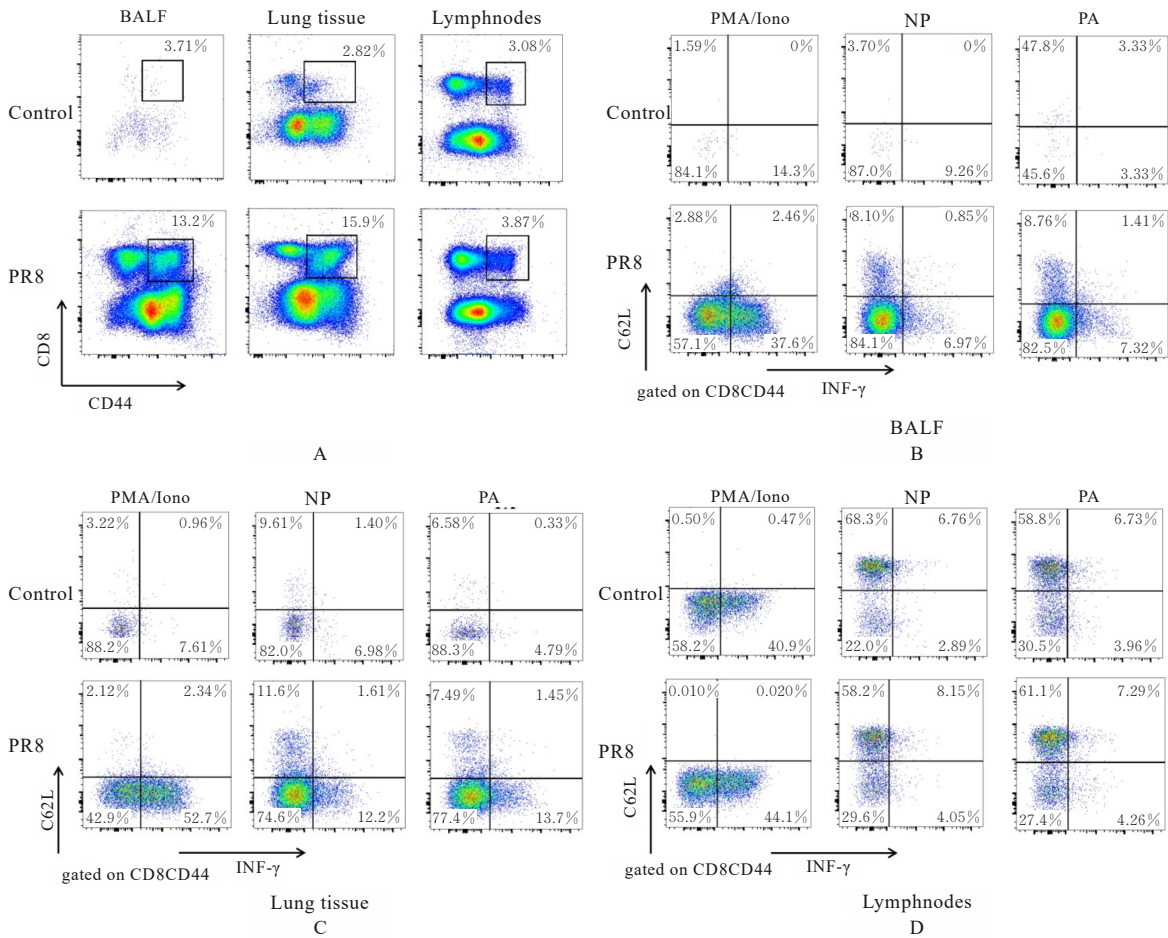 BALF Lung tissue Lymphnodes
3.71% 2.82% 3.08%
Control
13.2% 15.9% 3.87%
PR8
CD8
CD44
A
PMA/Iono NP PA
1.59% 0% 3.70% 0% 47.8% 3.33%
Control
84.1% 14.3% 87.0% 9.26% 45.6% 3.33%
2.88% 2.46% 8.10% 0.85% 8.76% 1.41%
PR8
C62L
57.1% 37.6% 84.1% 6.97% 82.5% 7.32%
gated on CD8CD44 INF-γ
BALF
B
PMA/Iono NP PA
3.22% 0.96% 9.61% 1.40% 6.58% 0.33%
Control
88.2% 7.61% 82.0% 6.98% 88.3% 4.79%
2.12% 2.34% 11.6% 1.61% 7.49% 1.45%
PR8
C62L
42.9% 52.7% 74.6% 12.2% 77.4% 13.7%
gated on CD8CD44 INF-γ
Lung tissue
C
PMA/Iono NP PA
0.50% 0.47% 68.3% 6.76% 58.8% 6.73%
Control
58.2% 40.9% 22.0% 2.89% 30.5% 3.96%
0.010% 0.020% 58.2% 8.15% 61.1% 7.29%
PR8
C62L
55.9% 44.1% 29.6% 4.05% 27.4% 4.26%
gated on CD8CD44 INF-γ
Lymphnodes
D